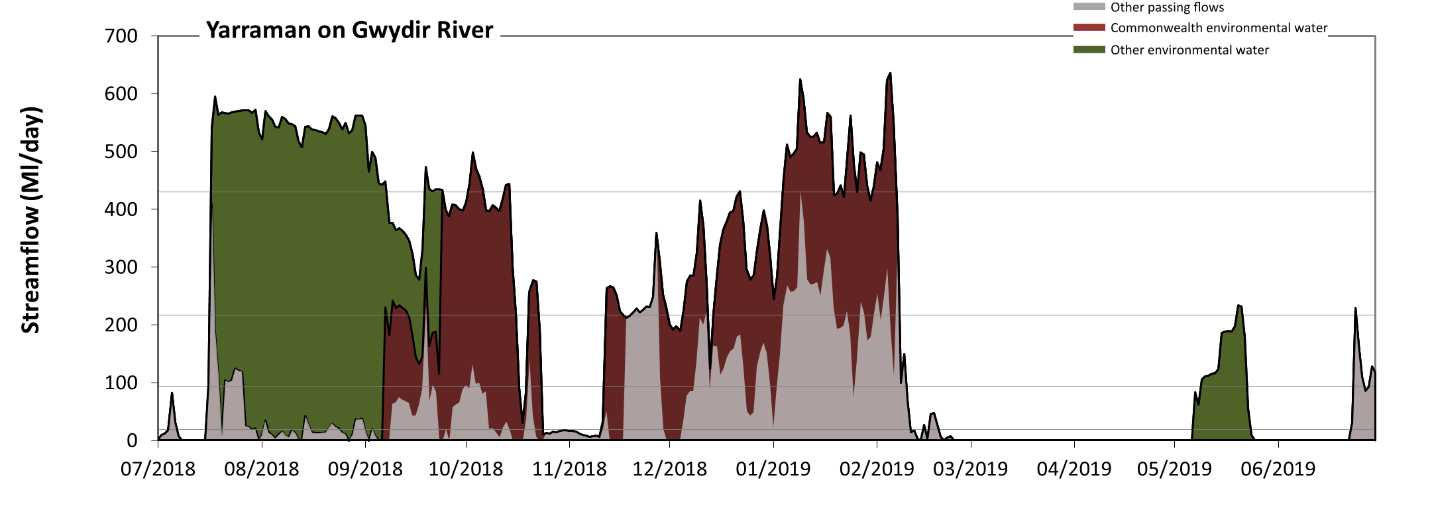 Other passing flows
Yarraman on Gwydir River
Commonwealth environmental water
Other environmental water
Streamflow (Ml/day)
700
600
500
400
300
200
100
0
07/2018 08/2018 09/2018 10/2018 11/2018 12/2018 01/2019 02/2019 03/2019 04/2019 05/2019 06/2019